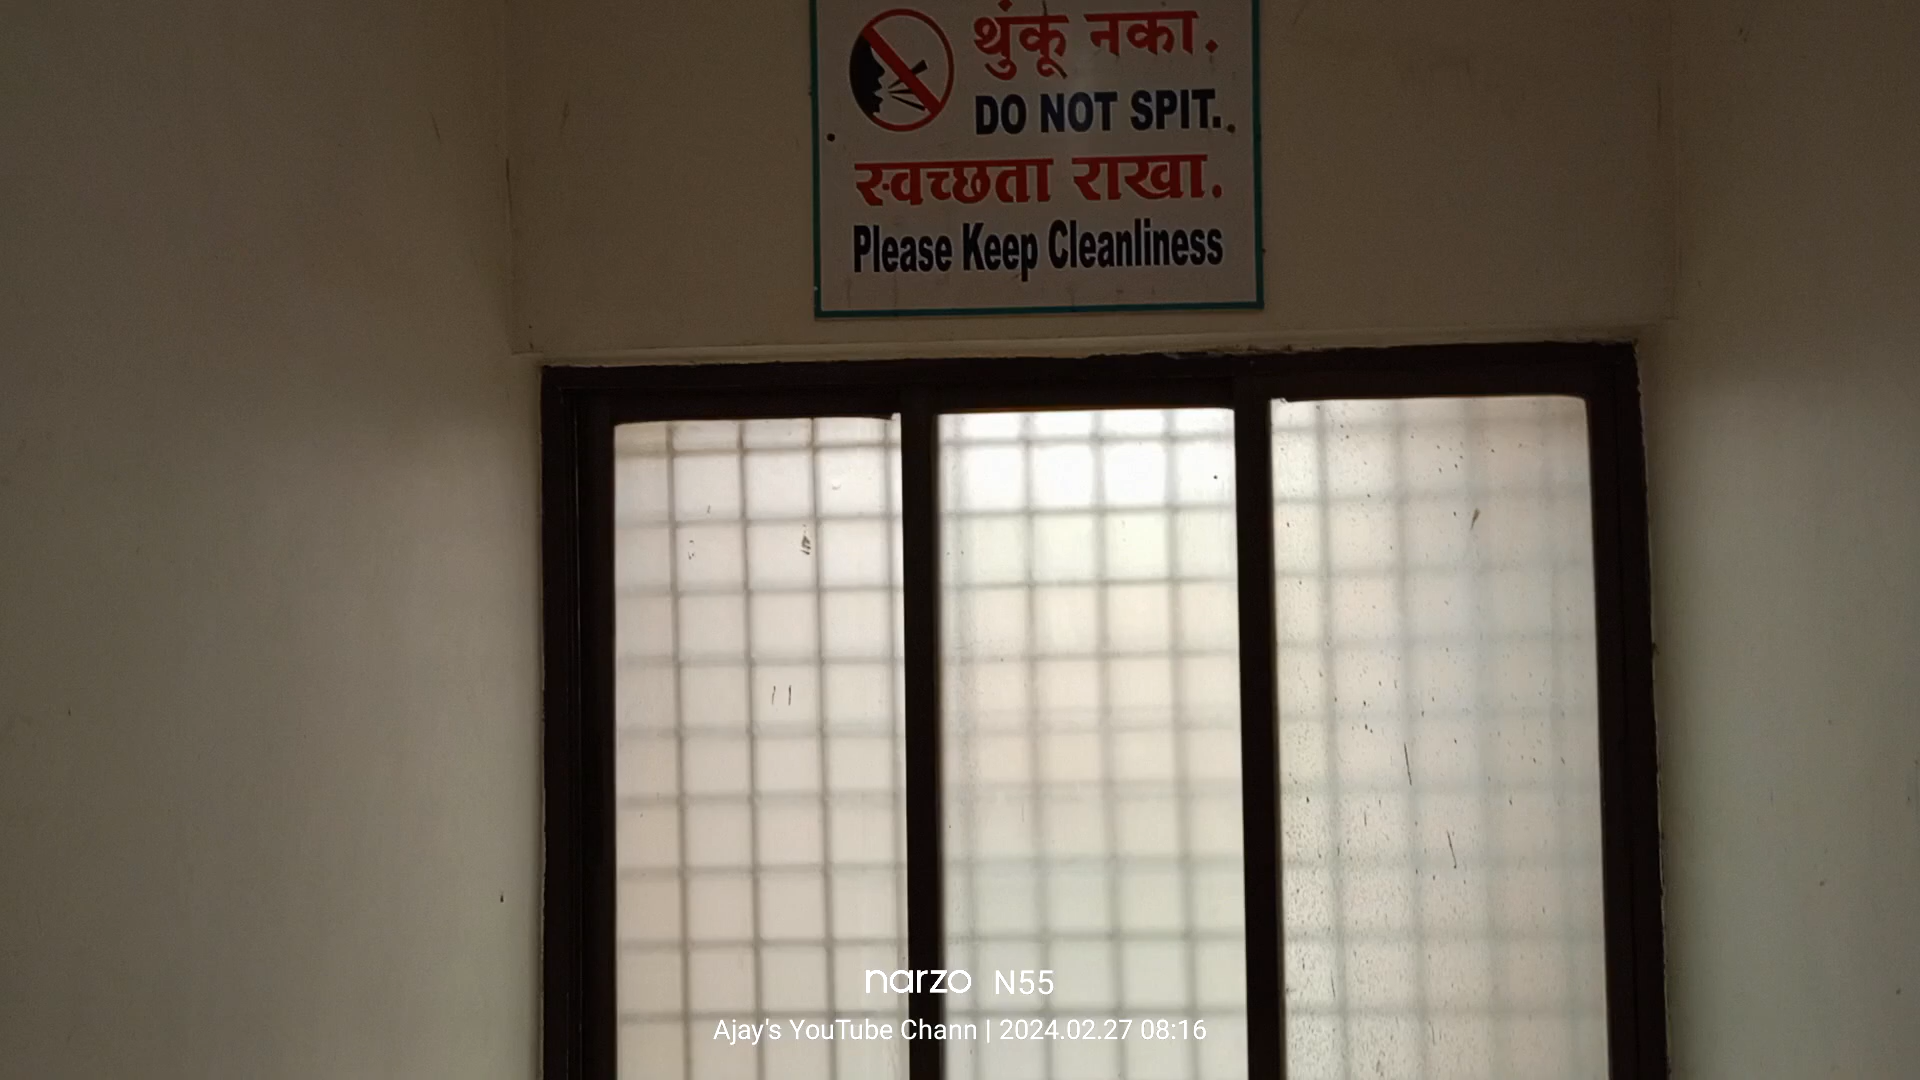 थुंकू नका.
DO NOT SPIT.
स्वच्छता राखा.
Please Keep Cleanliness
narzo N55
Ajay's YouTube Chann | 2024.02.27 08:16